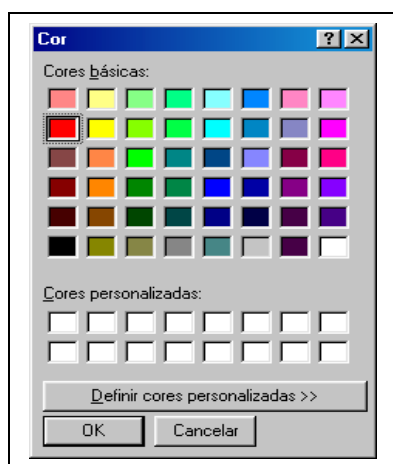 Cor
Cores básicas:
Cores personalizadas:
Definir cores personalizadas >>
OK Cancelar